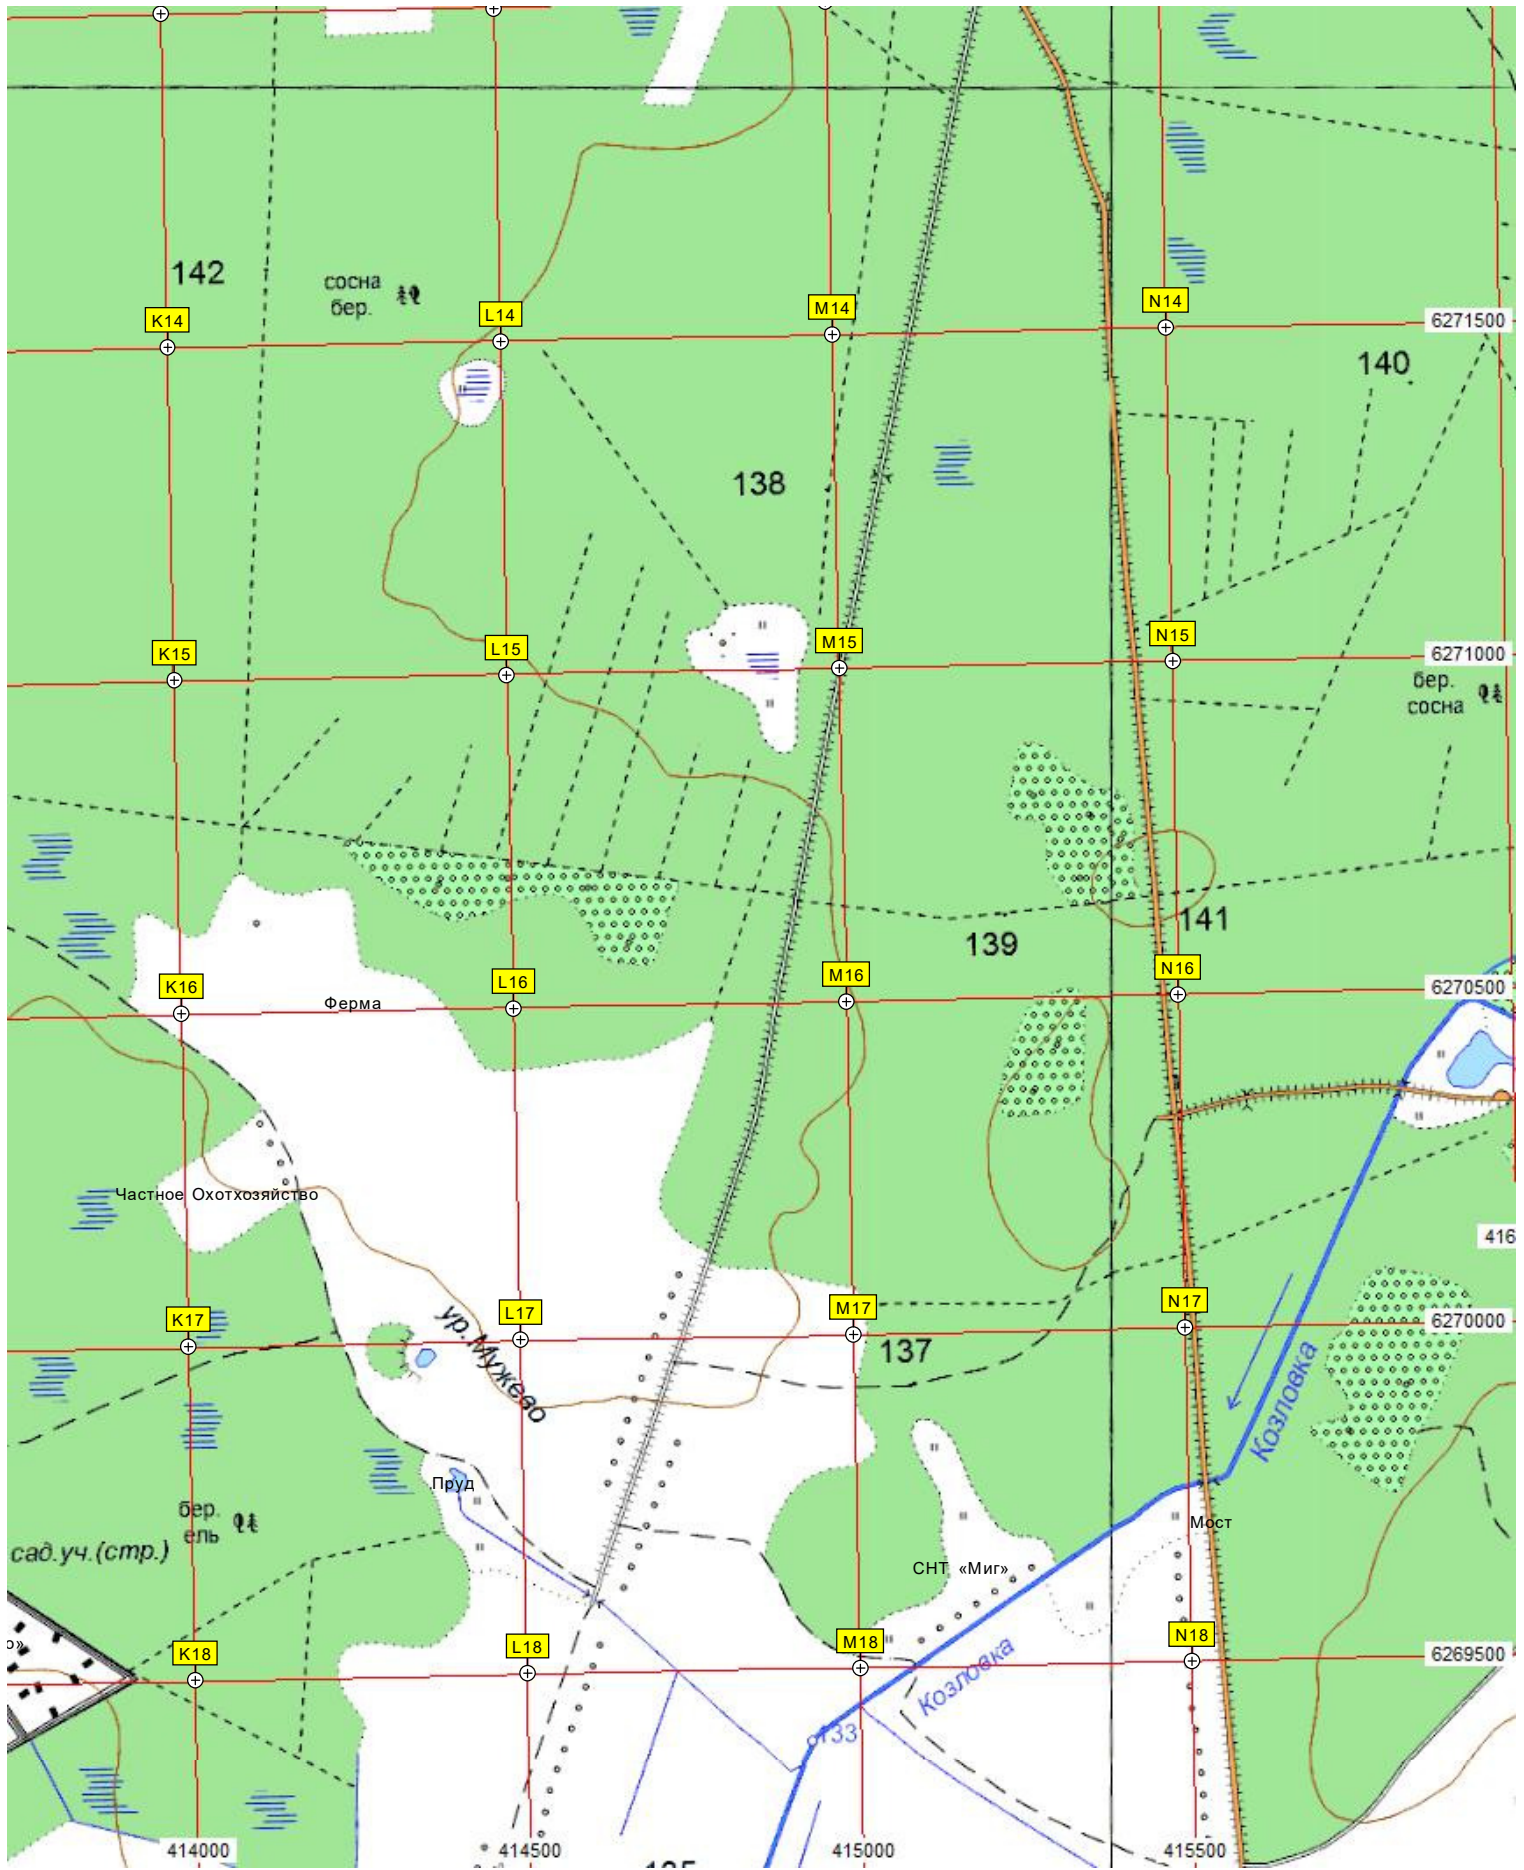 142
сосна
бер.
K14
L14
M14
N14
6271500
140
138
K15
L15
M15
N15
6271000
бер.
сосна
141
139
K16
L16
M16
N16
6270500
Ферма
Частное Охотхозяйство
416
K17
L17
M17
N17
6270000
ур.Мужево
137
Козловка
Пруд
бер.
ель
Мост
сад.уч.(стр.)
СНТ «Миг»
K18
L18
M18
N18
6269500
Козловка
133
414000
414500
415000
415500